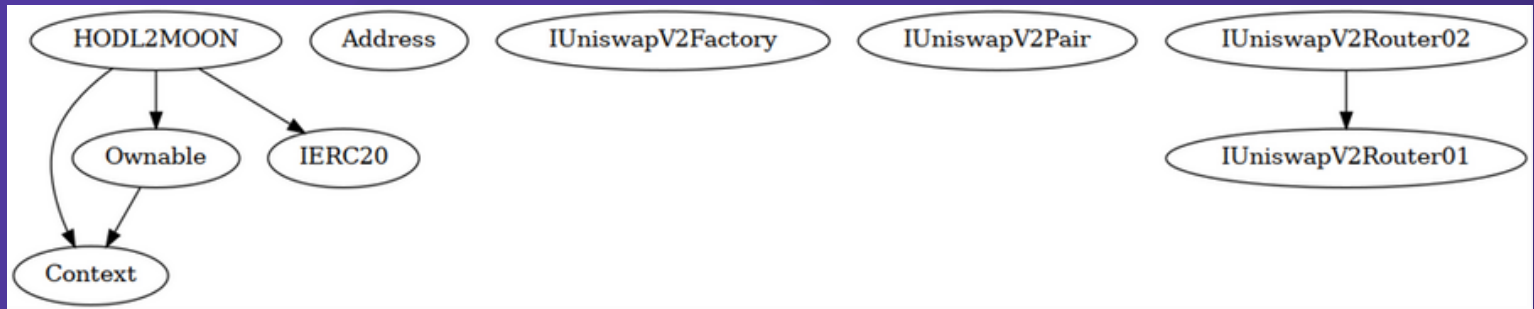 HODL2MOON
Address
IUniswapV2Factory
IUniswapV2Pair
IUniswapV2Router02
Ownable
IERC20
IUniswapV2Router01
Context